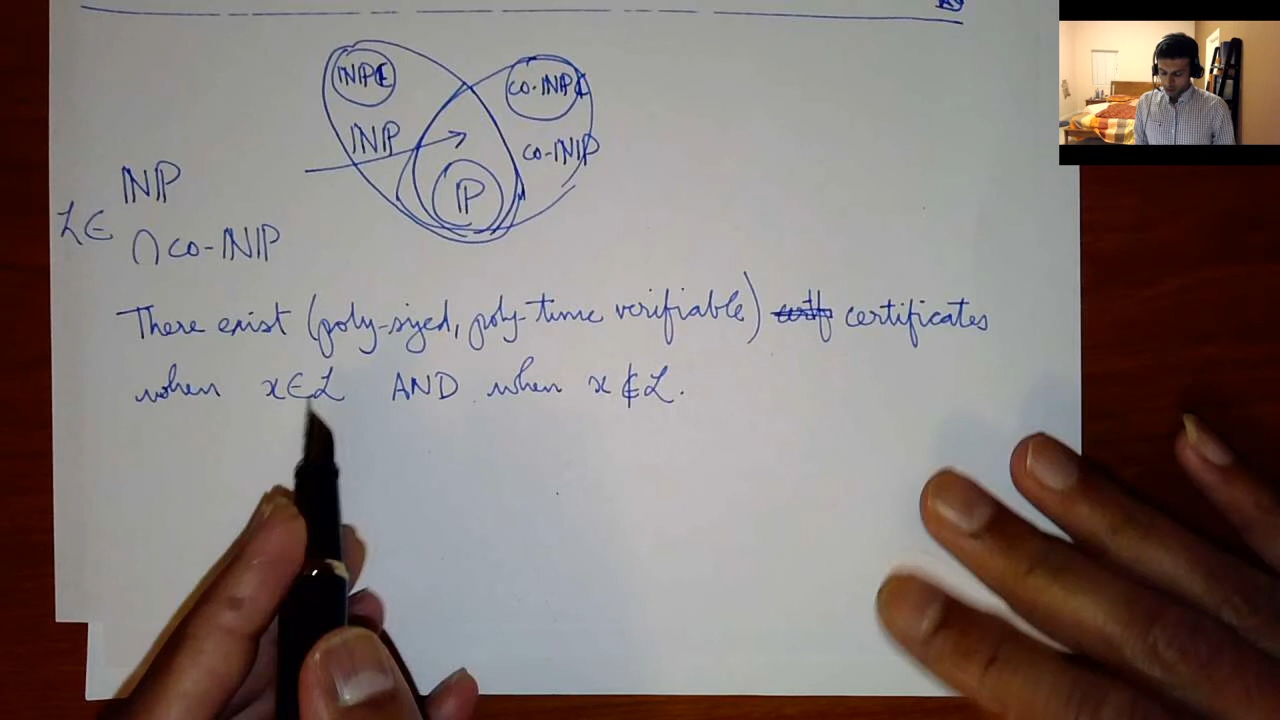 NPC
co-NPC
NP
co-NP
P
NP
L∈
∩ co-NP
There exist (poly-sized, poly-time verifiable) certificates
when x∈L AND when x∉L.